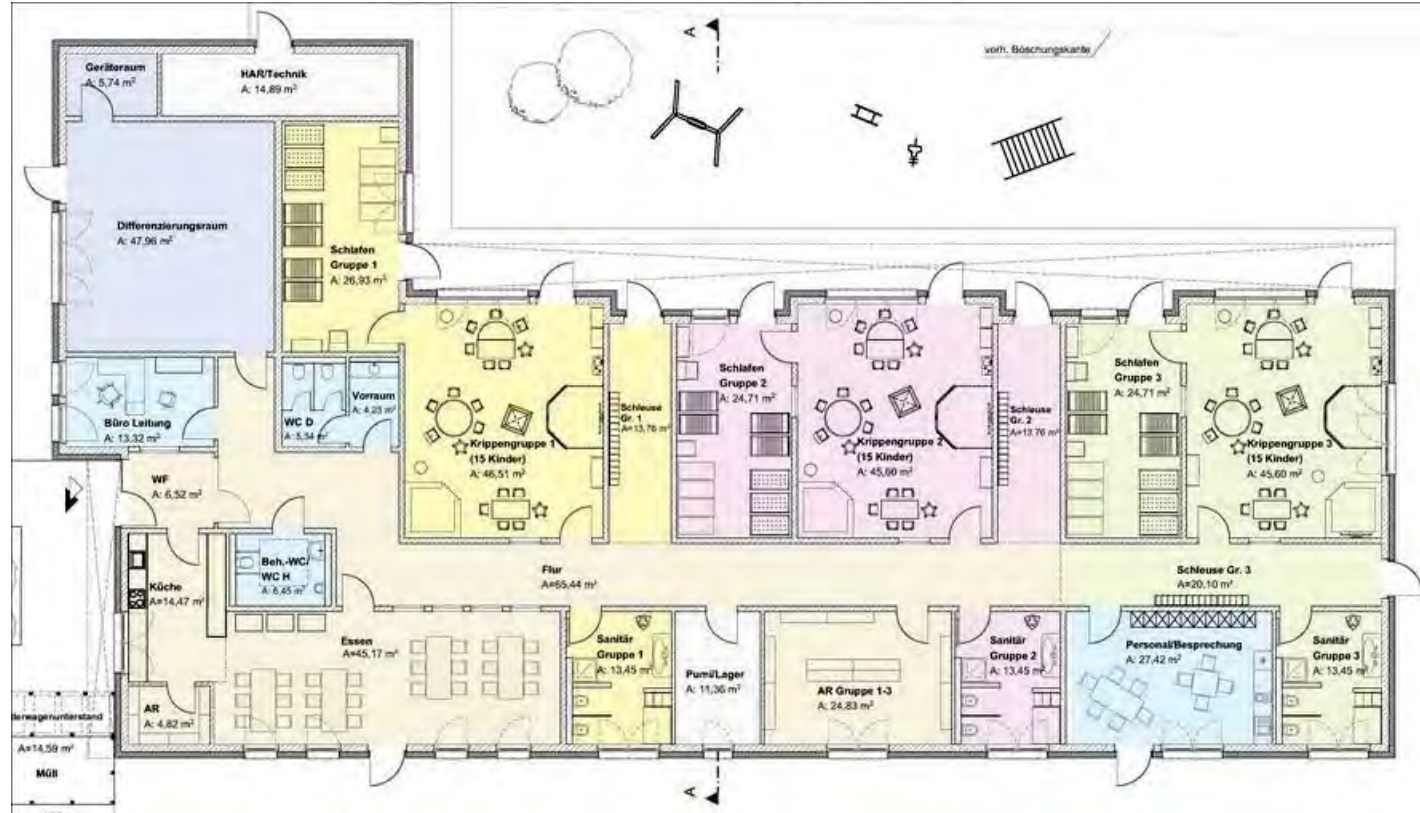 A
vorh. Böschungskante
Geräteraum
A: 5,74 m²
HAR/Technik
A: 14,89 m²
Differenzierungsraum
A: 47,96 m²
Schlafen
Gruppe 1
A: 26,93 m²
Büro Leitung
A: 13,32 m²
WC D
A: 5,34 m²
Vorraum
A: 4,23 m²
Krippengruppe 1
(15 Kinder)
A: 46,51 m²
Schleuse
Gr. 1
A=13,76 m²
Schlafen
Gruppe 2
A: 24,71 m²
Krippengruppe 2
(15 Kinder)
A: 45,60 m²
Schleuse
Gr. 2
A=13,76 m²
Schlafen
Gruppe 3
A: 24,71 m²
Krippengruppe 3
(15 Kinder)
A: 45,60 m²
WF
A: 6,52 m²
Beh.-WC/
WC H
A: 6,45 m²
Küche
A=14,47 m²
Flur
A=65,44 m²
Schleuse Gr. 3
A=20,10 m²
Essen
A=45,17 m²
Sanitär
Gruppe 1
A: 13,45 m²
Pumi/Lager
A: 11,36 m²
AR Gruppe 1-3
A: 24,83 m²
Sanitär
Gruppe 2
A: 13,45 m²
Personal/Besprechung
A: 27,42 m²
Sanitär
Gruppe 3
A: 13,45 m²
AR
A: 4,82 m²
derwagenunterstand
A=14,59 m²
Müll
A